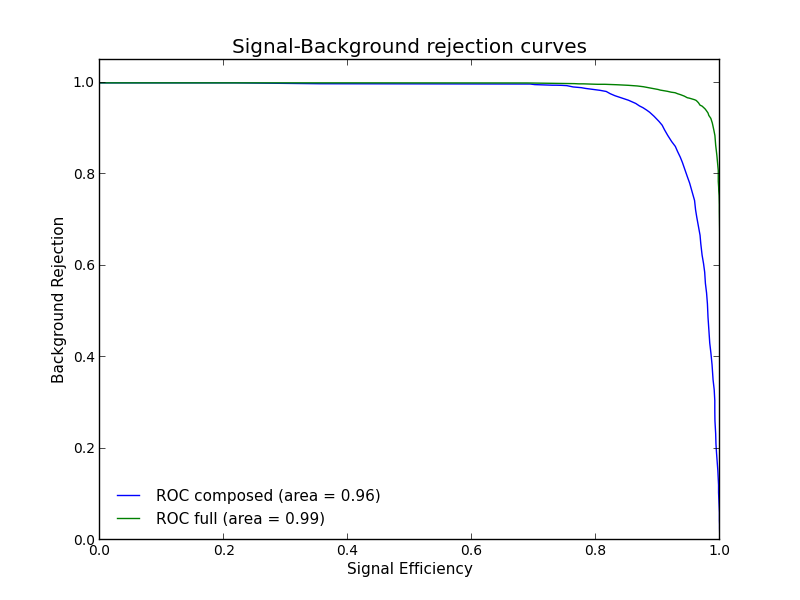 Signal-Background rejection curves
Background Rejection
1.0
0.8
0.6
0.4
0.2
0.0
ROC composed (area = 0.96)
ROC full (area = 0.99)
0.0 0.2 0.4 0.6 0.8 1.0
Signal Efficiency